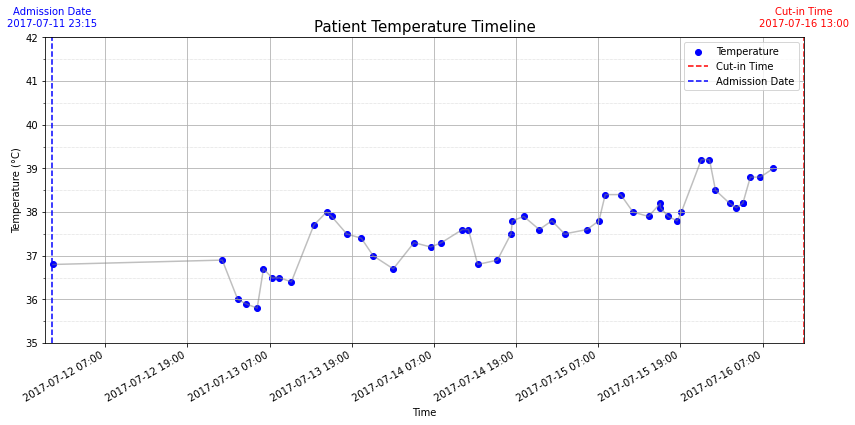 Admission Date
2017-07-11 23:15
Cut-in Time
2017-07-16 13:00
Patient Temperature Timeline
Temperature
Cut-in Time
Admission Date
Temperature (°C)
42
41
40
39
38
37
36
35
2017-07-12 07:00
2017-07-12 19:00
2017-07-13 07:00
2017-07-13 19:00
2017-07-14 07:00
2017-07-14 19:00
2017-07-15 07:00
2017-07-15 19:00
2017-07-16 07:00
Time